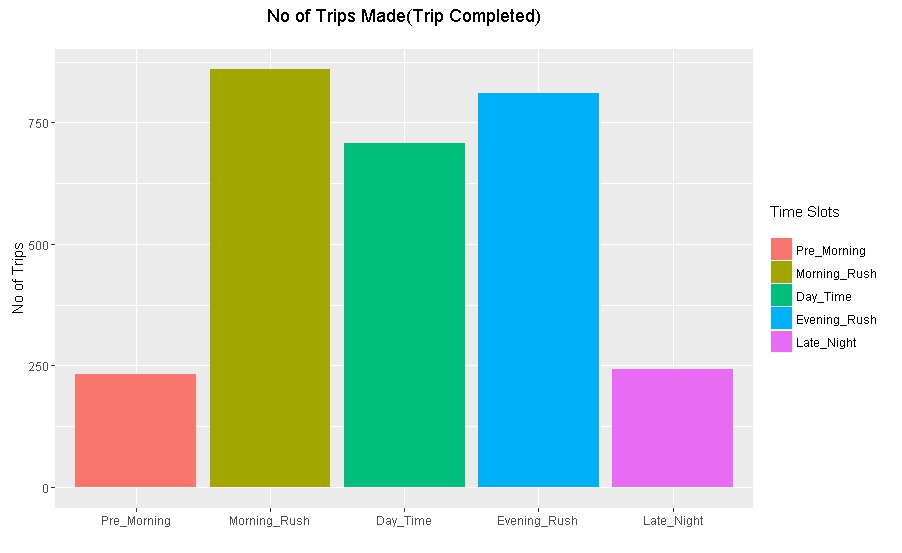 No of Trips Made(Trip Completed)
No of Trips
750
500
250
0
Pre_Morning
Morning_Rush
Day_Time
Evening_Rush
Late_Night
Time Slots
Pre_Morning
Morning_Rush
Day_Time
Evening_Rush
Late_Night